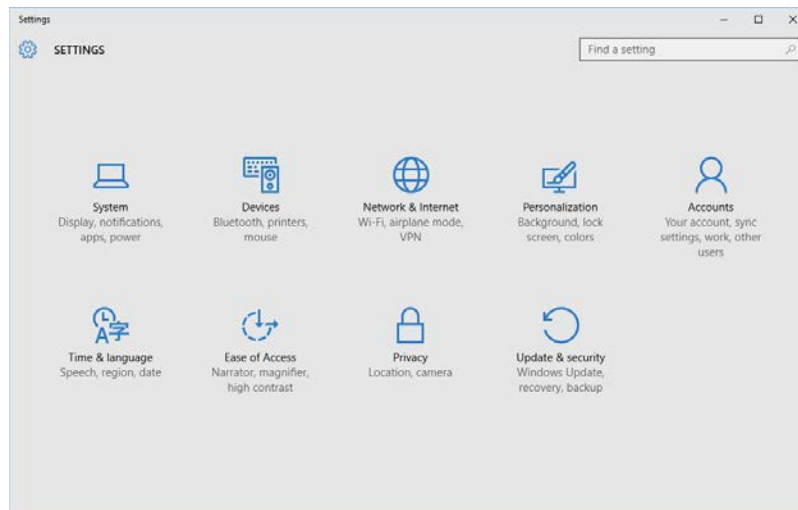 Settings
SETTINGS
Find a setting
System
Display, notifications,
apps, power
Devices
Bluetooth, printers,
mouse
Network & Internet
Wi-Fi, airplane mode,
VPN
Personalization
Background, lock
screen, colors
Accounts
Your account, sync
settings, work, other
users
Time & language
Speech, region, date
Ease of Access
Narrator, magnifier,
high contrast
Privacy
Location, camera
Update & security
Windows Update,
recovery, backup